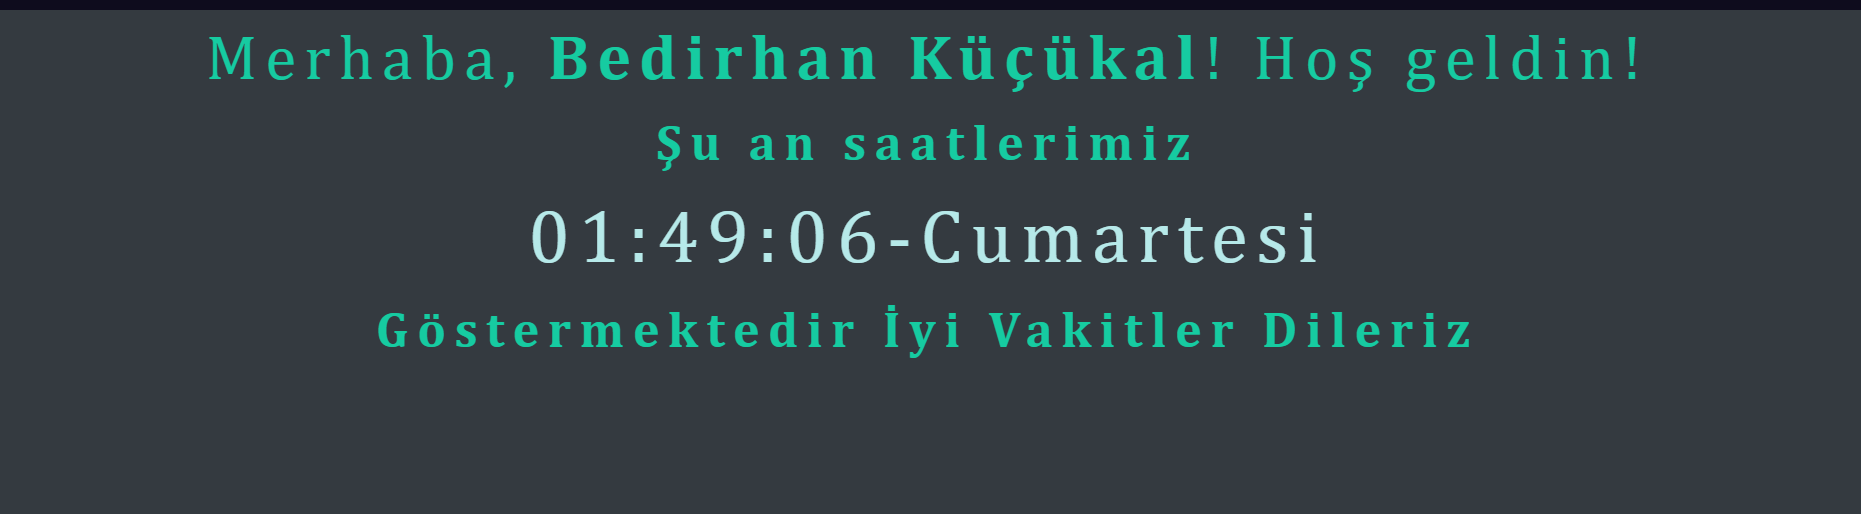 Merhaba, Bedirhan Küçükal! Hoş geldin!
Şu an saatlerimiz
01:49:06-Cumartesi
Göstermektedir İyi Vakitler Dileriz